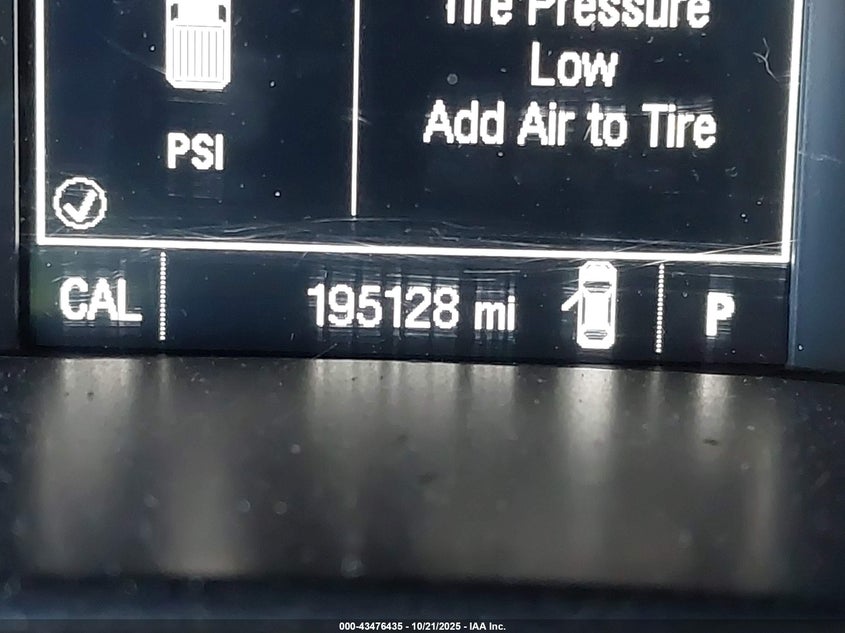 Tire Pressure
Low
Add Air to Tire
PSI
CAL
195128 mi
P
000-43476435 - 10/21/2025 - IAA Inc.